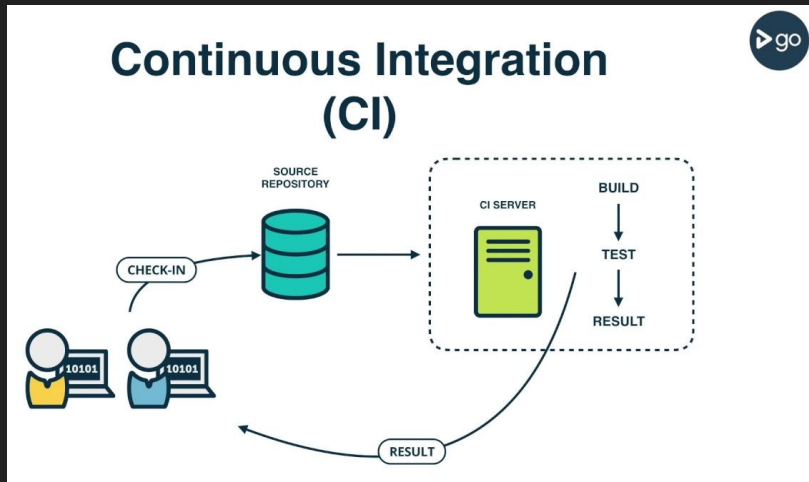 go
Continuous Integration
(CI)
SOURCE
REPOSITORY
CI SERVER
BUILD
TEST
RESULT
CHECK-IN
10101
10101
RESULT